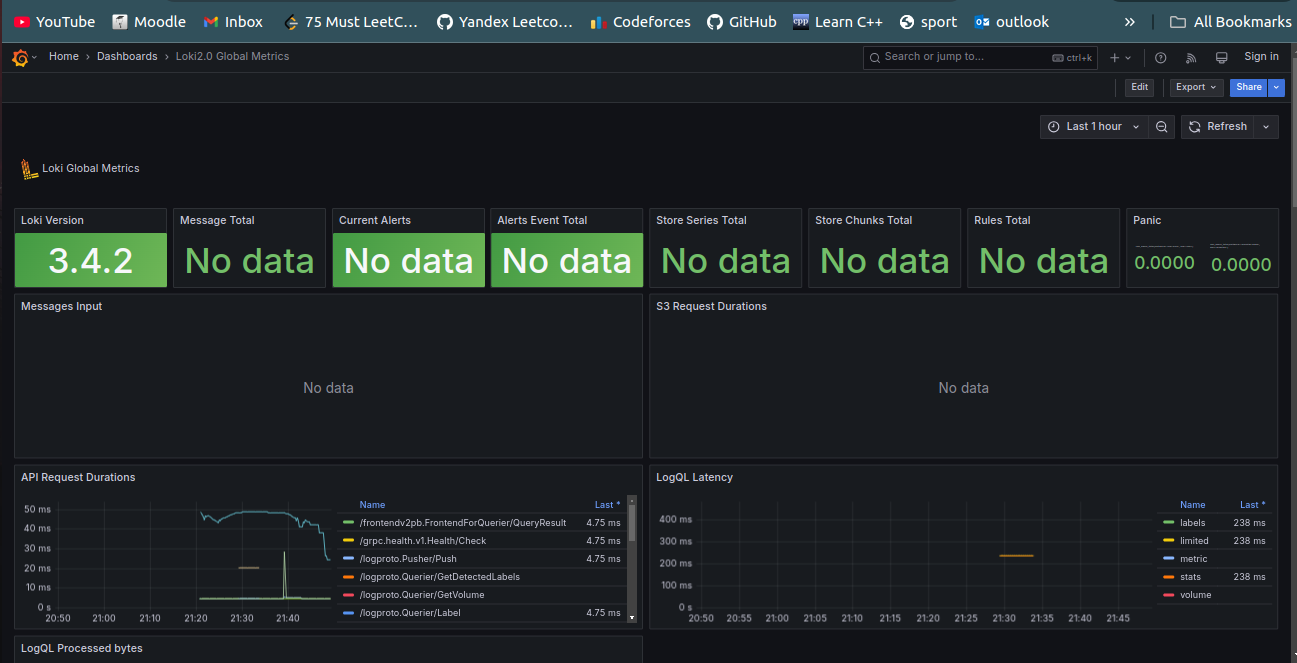 YouTube Moodle Inbox 75 Must LeetC... Yandex Leetco... Codeforces GitHub Learn C++ sport outlook » All Bookmarks
Home › Dashboards › Loki2.0 Global Metrics Search or jump to... ctrl+k Sign in
Edit Export Share
Last 1 hour Refresh
Loki Global Metrics
Loki Version Message Total Current Alerts Alerts Event Total Store Series Total Store Chunks Total Rules Total Panic
3.4.2 No data No data No data No data No data No data 0.0000 0.0000
Messages Input S3 Request Durations
No data No data
API Request Durations
Name Last *
50 ms
40 ms
30 ms
20 ms
10 ms
0 s
20:50 21:00 21:10 21:20 21:30 21:40
/frontendv2pb.FrontendForQuerier/QueryResult 4.75 ms
/grpc.health.v1.Health/Check 4.75 ms
/logproto.Pusher/Push 4.75 ms
/logproto.Querier/GetDetectedLabels
/logproto.Querier/GetVolume
/logproto.Querier/Label 4.75 ms
LogQL Latency
Name Last *
400 ms
300 ms
200 ms
100 ms
0 s
20:50 20:55 21:00 21:05 21:10 21:15 21:20 21:25 21:30 21:35 21:40 21:45
labels 238 ms
limited 238 ms
metric
stats 238 ms
volume
LogQL Processed bytes